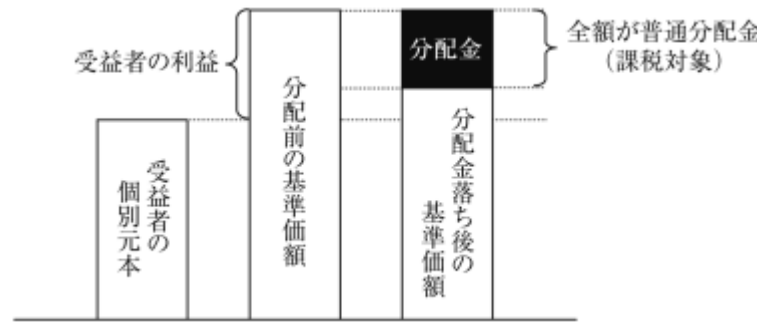 受益者の利益
受益者の
個別元本
分配前の基準価額
分配金
分配金落ち後の
基準価額
全額が普通分配金
（課税対象）